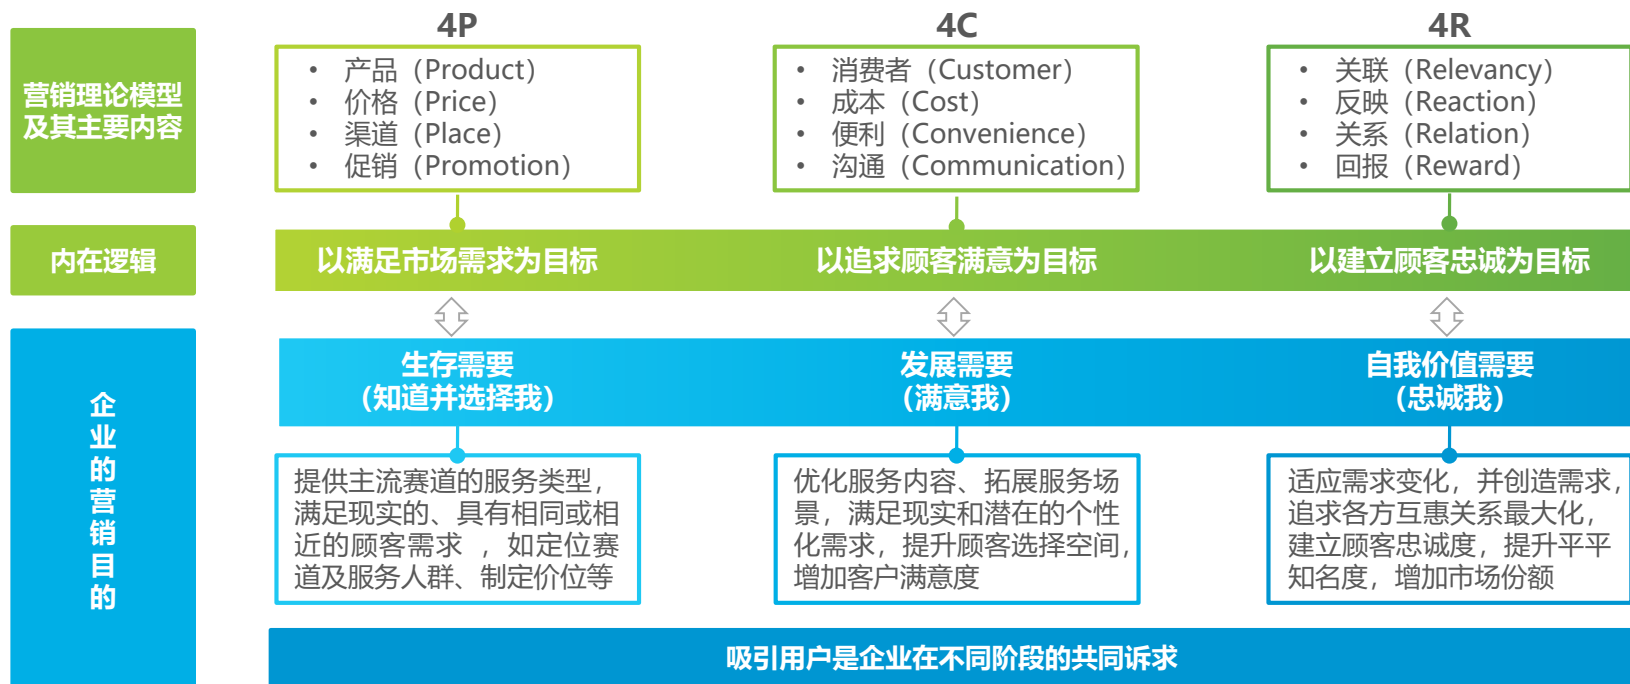 4P
4C
4R
营销理论模型
及其主要内容
• 产品（Product）
• 价格（Price）
• 渠道（Place）
• 促销（Promotion）
• 消费者（Customer）
• 成本（Cost）
• 便利（Convenience）
• 沟通（Communication）
• 关联（Relevancy）
• 反映（Reaction）
• 关系（Relation）
• 回报（Reward）
内在逻辑
以满足市场需求为目标
以追求顾客满意为目标
以建立顾客忠诚为目标
企
业
的
营
销
目
的
生存需要
（知道并选择我）
发展需要
（满意我）
自我价值需要
（忠诚我）
提供主流赛道的服务类型，
满足现实的、具有相同或相
近的顾客需求 ，如定位赛
道及服务人群、制定价位等
优化服务内容、拓展服务场
景，满足现实和潜在的个性
化需求，提升顾客选择空间，
增加客户满意度
适应需求变化，并创造需求，
追求各方互惠关系最大化，
建立顾客忠诚度，提升平平
知名度，增加市场份额
吸引用户是企业在不同阶段的共同诉求